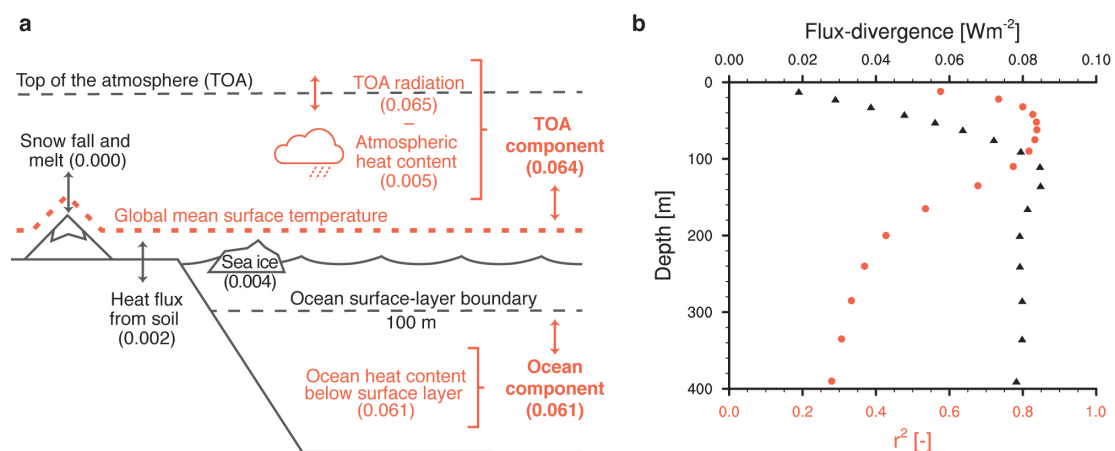 a
Top of the atmosphere (TOA)
TOA radiation
(0.065)
–
Atmospheric
heat content
(0.005)
TOA
component
(0.064)
Snow fall and
melt (0.000)
Global mean surface temperature
Sea ice
(0.004)
Heat flux
from soil
(0.002)
Ocean surface-layer boundary
100 m
Ocean heat content
below surface layer
(0.061)
Ocean
component
(0.061)
b
Flux-divergence [Wm-2]
0.00 0.02 0.04 0.06 0.08 0.10
0
100
200
300
400
Depth [m]
0.0 0.2 0.4 0.6 0.8 1.0
r2 [-]